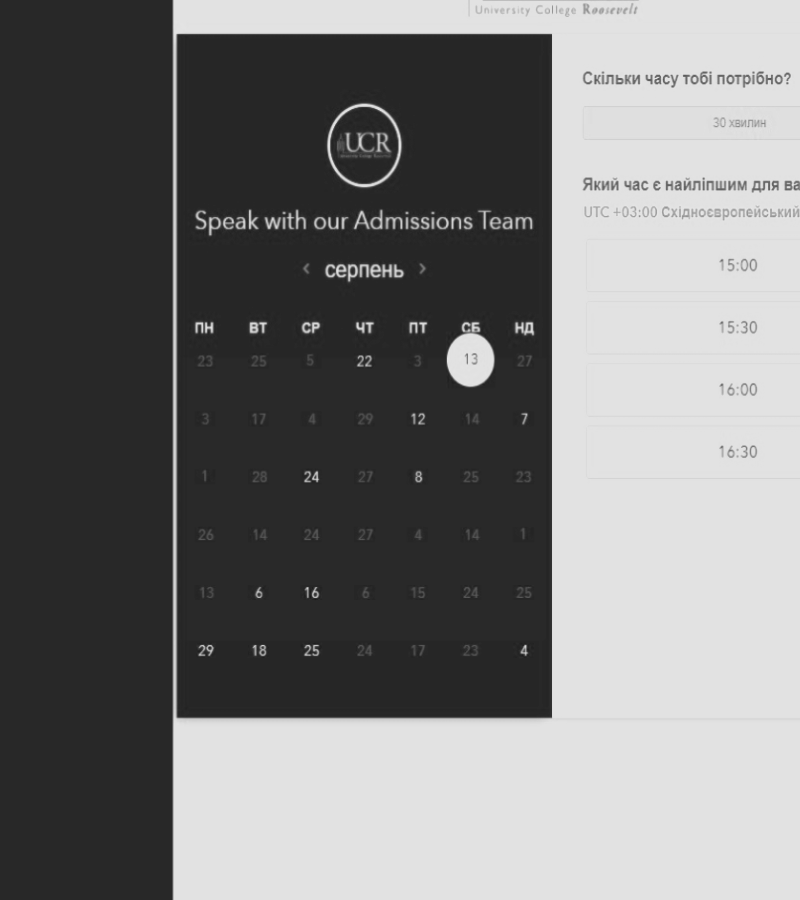 University College Roosevelt
UCR
Speak with our Admissions Team
‹ серпень ›
ПН ВТ СР ЧТ ПТ СБ НД
23 25 5 22 3 13 27
3 17 4 29 12 14 7
1 28 24 27 8 25 23
26 14 24 27 4 14 1
13 6 16 6 15 24 25
29 18 25 24 17 23 4
Скільки часу тобі потрібно?
30 хвилин
Який час є найліпшим для ва
UTC +03:00 Східноєвропейський
15:00
15:30
16:00
16:30